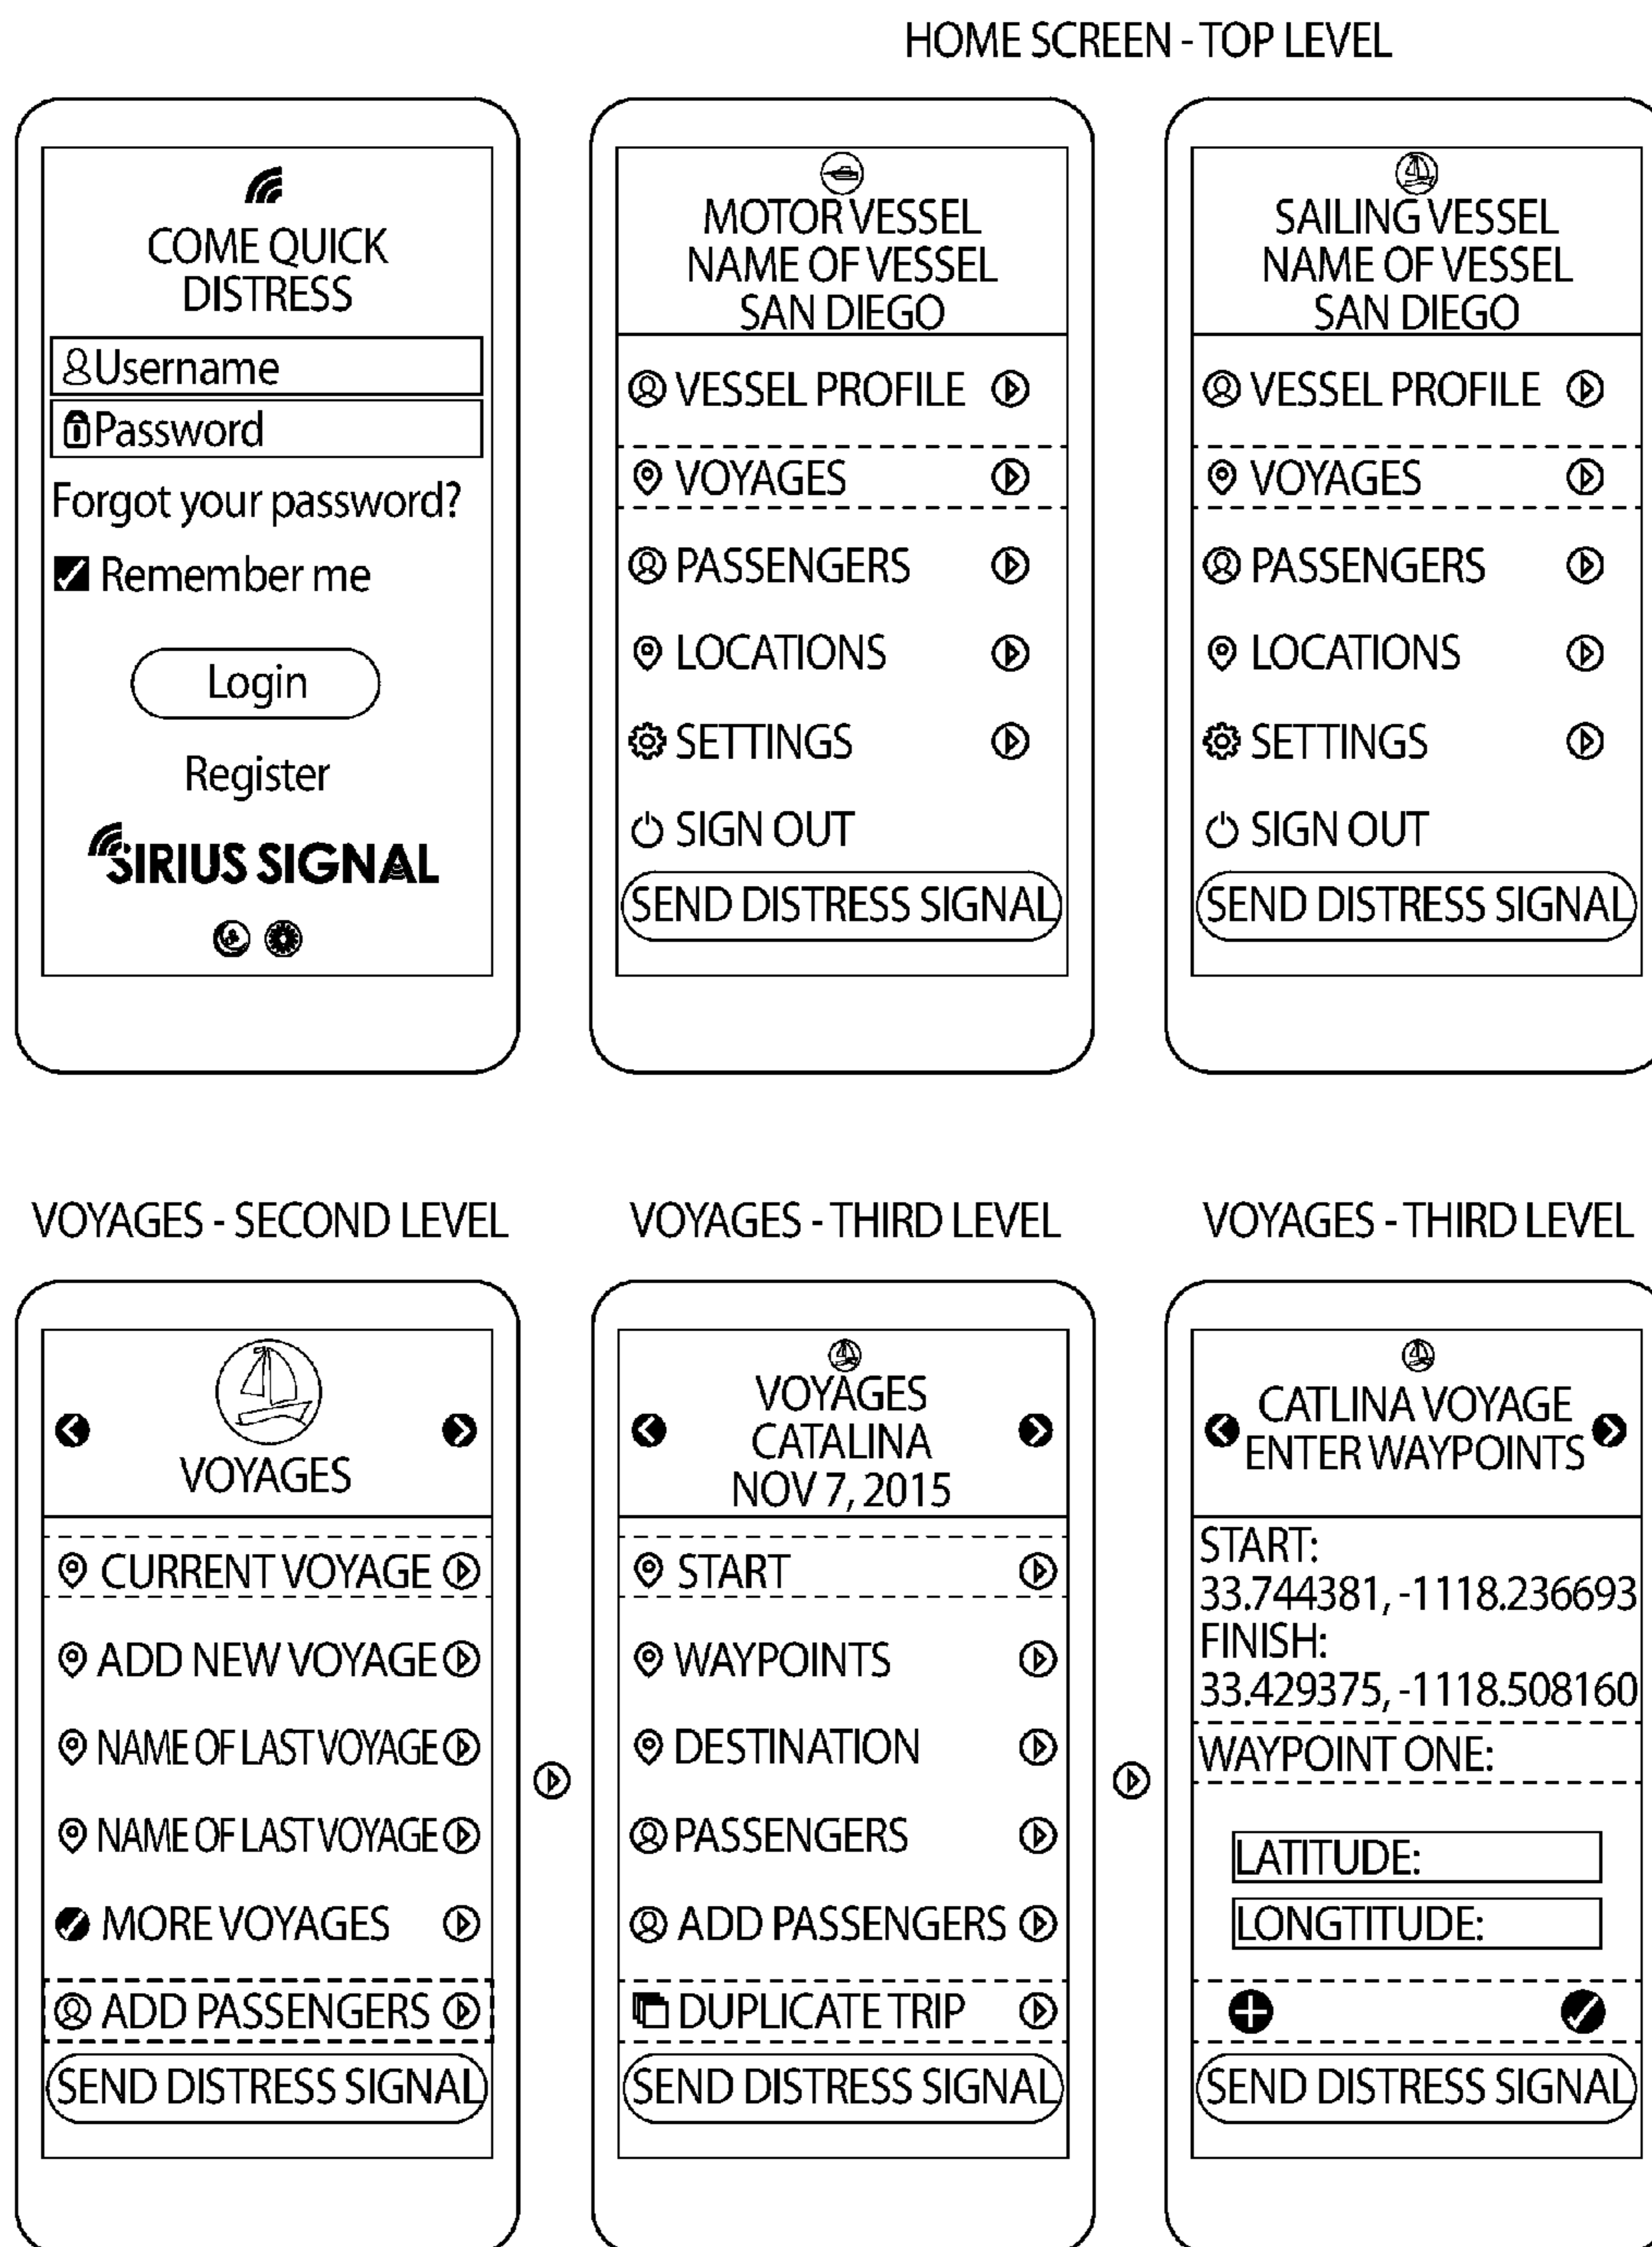 HOME SCREEN - TOP LEVEL
COME QUICK
DISTRESS
Username
Password
Forgot your password?
Remember me
Login
Register
SIRIUS SIGNAL
MOTOR VESSEL
NAME OF VESSEL
SAN DIEGO
VESSEL PROFILE
VOYAGES
PASSENGERS
LOCATIONS
SETTINGS
SIGN OUT
SEND DISTRESS SIGNAL
SAILING VESSEL
NAME OF VESSEL
SAN DIEGO
VESSEL PROFILE
VOYAGES
PASSENGERS
LOCATIONS
SETTINGS
SIGN OUT
SEND DISTRESS SIGNAL
VOYAGES - SECOND LEVEL
VOYAGES
CURRENT VOYAGE
ADD NEW VOYAGE
NAME OF LAST VOYAGE
NAME OF LAST VOYAGE
MORE VOYAGES
ADD PASSENGERS
SEND DISTRESS SIGNAL
VOYAGES - THIRD LEVEL
VOYAGES
CATALINA
NOV 7, 2015
START
WAYPOINTS
DESTINATION
PASSENGERS
ADD PASSENGERS
DUPLICATE TRIP
SEND DISTRESS SIGNAL
VOYAGES - THIRD LEVEL
CATLINA VOYAGE
ENTER WAYPOINTS
START:
33.744381, -1118.236693
FINISH:
33.429375, -1118.508160
WAYPOINT ONE:
LATITUDE:
LONGTITUDE:
SEND DISTRESS SIGNAL